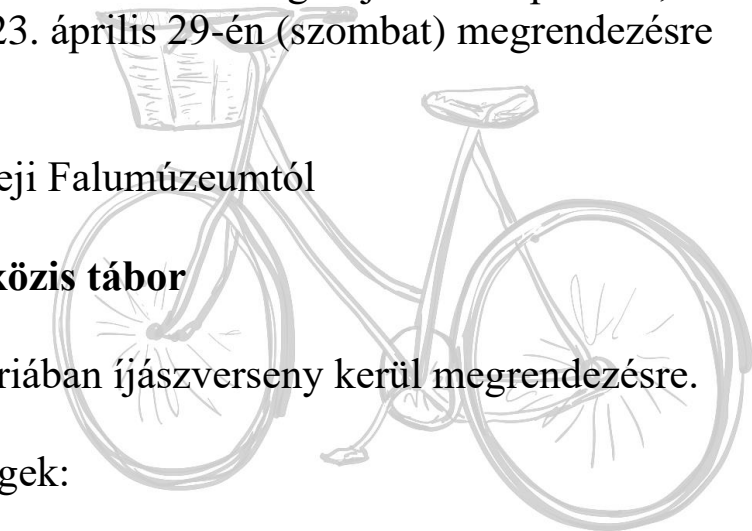 23. április 29-én (szombat) megrendezésre
eji Falumúzeumtól
közis tábor
riában íjászverseny kerül megrendezésre.
gek: